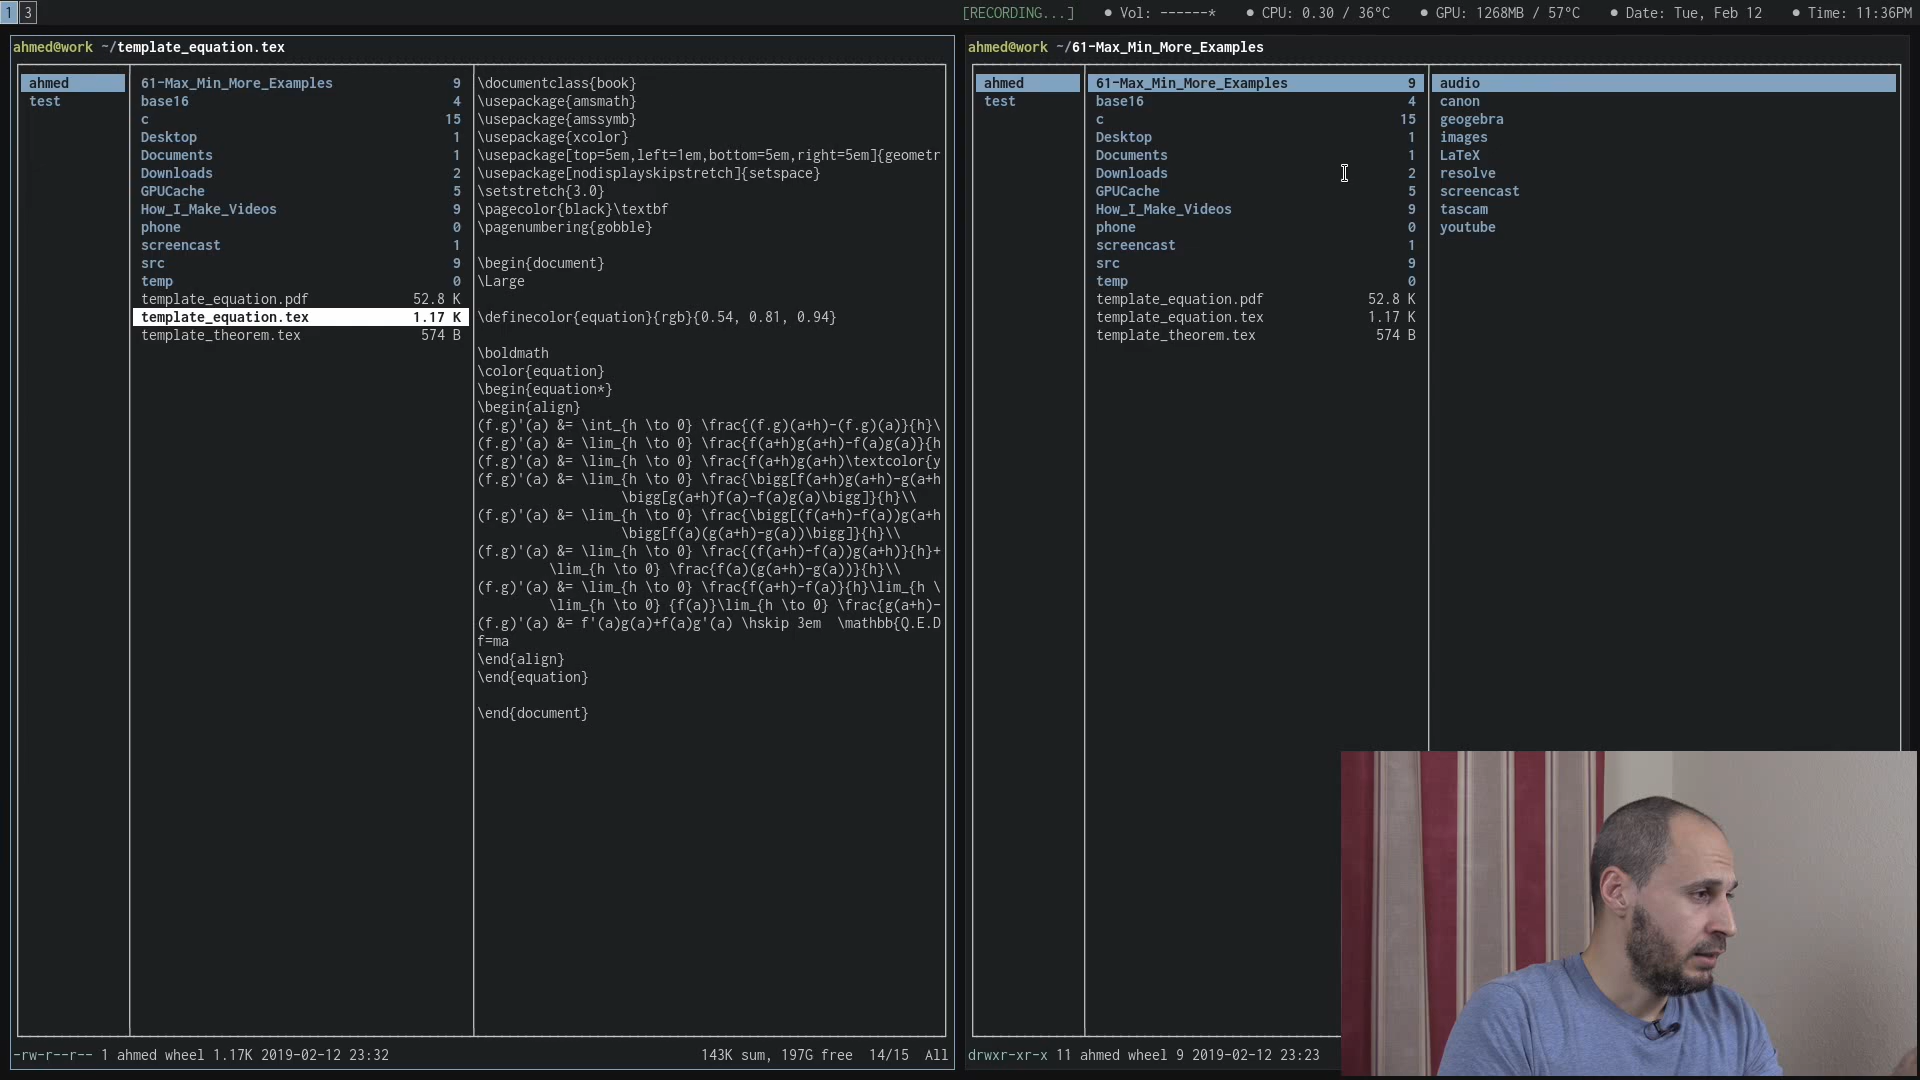 1 3
[RECORDING...] • Vol: ------* • CPU: 0.30 / 36°C • GPU: 1268MB / 57°C • Date: Tue, Feb 12 • Time: 11:36PM
ahmed@work ~/template_equation.tex
ahmed
test
61-Max_Min_More_Examples 9
base16 4
c 15
Desktop 1
Documents 1
Downloads 2
GPUCache 5
How_I_Make_Videos 9
phone 0
screencast 1
src 9
temp 0
template_equation.pdf 52.8 K
template_equation.tex 1.17 K
template_theorem.tex 574 B
\documentclass{book}
\usepackage{amsmath}
\usepackage{amssymb}
\usepackage{xcolor}
\usepackage[top=5em,left=1em,bottom=5em,right=5em]{geometr
\usepackage[nodisplayskipstretch]{setspace}
\setstretch{3.0}
\pagecolor{black}\textbf
\pagenumbering{gobble}
\begin{document}
\Large
\definecolor{equation}{rgb}{0.54, 0.81, 0.94}
\boldmath
\color{equation}
\begin{equation*}
\begin{align}
(f.g)'(a) &= \int_{h \to 0} \frac{(f.g)(a+h)-(f.g)(a)}{h}\
(f.g)'(a) &= \lim_{h \to 0} \frac{f(a+h)g(a+h)-f(a)g(a)}{h
(f.g)'(a) &= \lim_{h \to 0} \frac{f(a+h)g(a+h)\textcolor{y
(f.g)'(a) &= \lim_{h \to 0} \frac{\bigg[f(a+h)g(a+h)-g(a+h
\bigg[g(a+h)f(a)-f(a)g(a)\bigg]}{h}\\
(f.g)'(a) &= \lim_{h \to 0} \frac{\bigg[(f(a+h)-f(a))g(a+h
\bigg[f(a)(g(a+h)-g(a))\bigg]}{h}\\
(f.g)'(a) &= \lim_{h \to 0} \frac{(f(a+h)-f(a))g(a+h)}{h}+
\lim_{h \to 0} \frac{f(a)(g(a+h)-g(a))}{h}\\
(f.g)'(a) &= \lim_{h \to 0} \frac{f(a+h)-f(a)}{h}\lim_{h \
\lim_{h \to 0} {f(a)}\lim_{h \to 0} \frac{g(a+h)-
(f.g)'(a) &= f'(a)g(a)+f(a)g'(a) \hskip 3em  \mathbb{Q.E.D
f=ma
\end{align}
\end{equation}
\end{document}
-rw-r--r-- 1 ahmed wheel 1.17K 2019-02-12 23:32 143K sum, 197G free 14/15 All
ahmed@work ~/61-Max_Min_More_Examples
ahmed
test
61-Max_Min_More_Examples 9
base16 4
c 15
Desktop 1
Documents 1
Downloads 2
GPUCache 5
How_I_Make_Videos 9
phone 0
screencast 1
src 9
temp 0
template_equation.pdf 52.8 K
template_equation.tex 1.17 K
template_theorem.tex 574 B
audio
canon
geogebra
images
LaTeX
resolve
screencast
tascam
youtube
drwxr-xr-x 11 ahmed wheel 9 2019-02-12 23:23